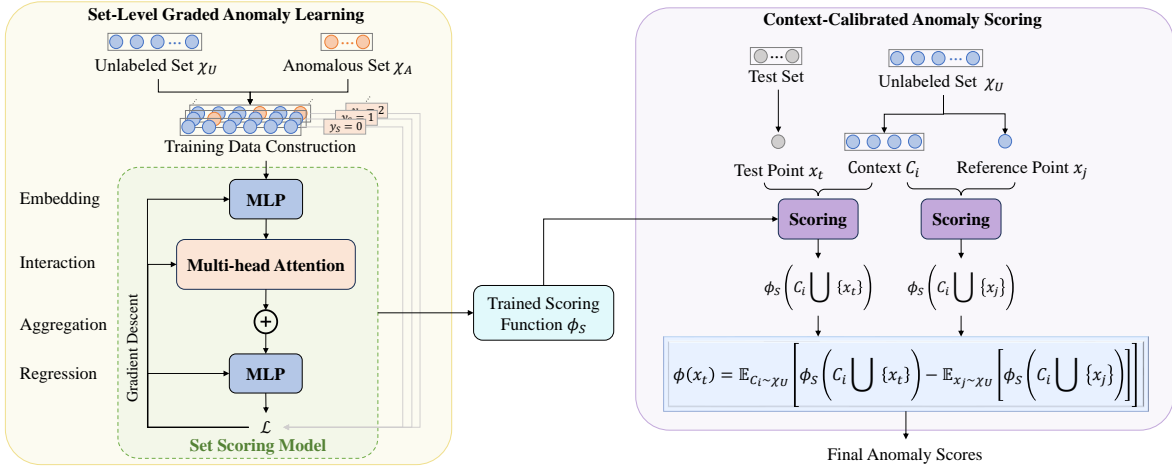 Set-Level Graded Anomaly Learning
Unlabeled Set χ_U
Anomalous Set χ_A
= 2
= 1
y_S = 0
Training Data Construction
Embedding
MLP
Interaction
Multi-head Attention
Aggregation
+
Regression
MLP
Gradient Descent
ℒ
Set Scoring Model
Trained Scoring
Function ϕ_S
Context-Calibrated Anomaly Scoring
Test Set
Unlabeled Set χ_U
Test Point x_t
Context C_i
Reference Point x_j
Scoring
Scoring
ϕ_S(C_i ⋃ {x_t})
ϕ_S(C_i ⋃ {x_j})
ϕ(x_t) = 𝔼_{C_i~χ_U}[ϕ_S(C_i ⋃ {x_t}) − 𝔼_{x_j~χ_U}[ϕ_S(C_i ⋃ {x_j})]]
Final Anomaly Scores